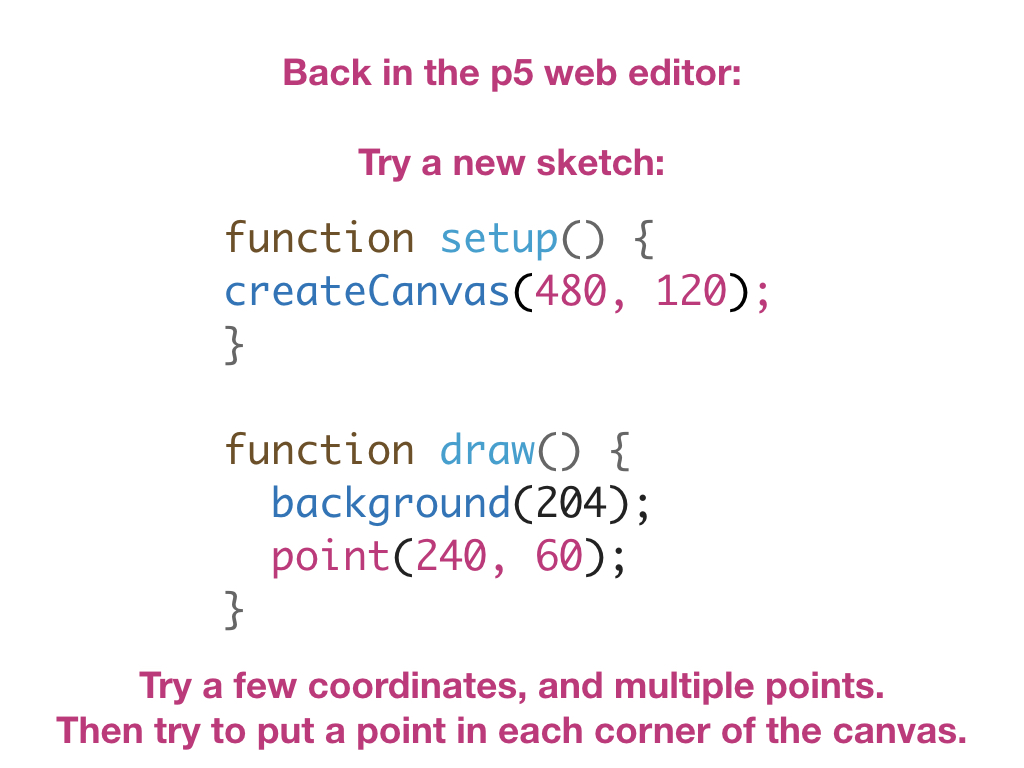 Back in the p5 web editor:
Try a new sketch:
function setup() {
createCanvas(480, 120);
}
function draw() {
  background(204);
  point(240, 60);
}
Try a few coordinates, and multiple points.
Then try to put a point in each corner of the canvas.